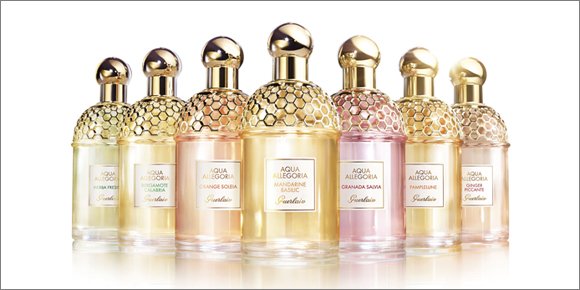 AQUA
ALLEGORIA
HERBA FRESCA
Guerlain
AQUA
ALLEGORIA
BERGAMOTE
CALABRIA
Guerlain
AQUA
ALLEGORIA
ORANGE SOLEIA
Guerlain
AQUA
ALLEGORIA
MANDARINE
BASILIC
Guerlain
AQUA
ALLEGORIA
GRANADA SALVIA
Guerlain
AQUA
ALLEGORIA
PAMPLELUNE
Guerlain
AQUA
ALLEGORIA
GINGER
PICCANTE
Guerlain